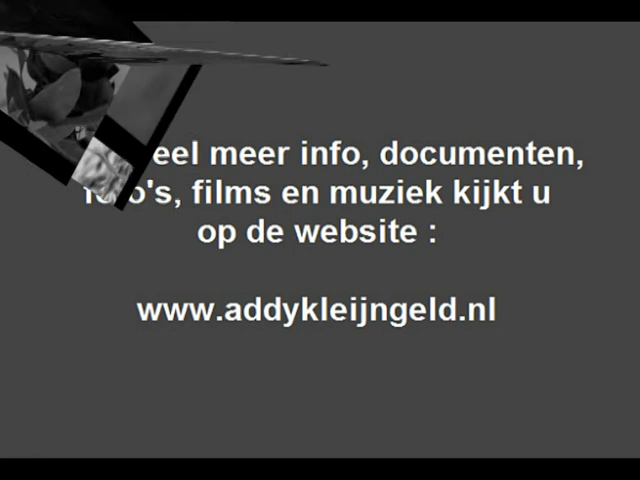 meer info, documenten,
films en muziek kijkt u
op de website :
www.addykleijngeld.nl